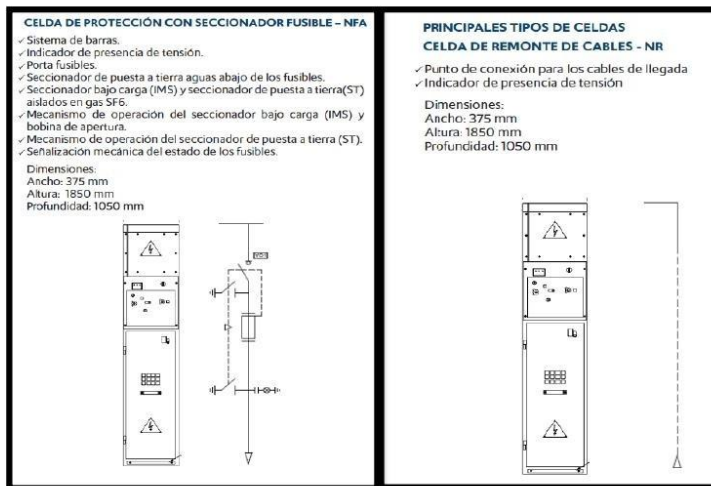 CELDA DE PROTECCIÓN CON SECCIONADOR FUSIBLE – NFA
✓ Sistema de barras.
✓ Indicador de presencia de tensión.
✓ Porta fusibles.
✓ Seccionador de puesta a tierra aguas abajo de los fusibles.
✓ Seccionador bajo carga (IMS) y seccionador de puesta a tierra(ST)
aislados en gas SF6.
✓ Mecanismo de operación del seccionador bajo carga (IMS) y
bobina de apertura.
✓ Mecanismo de operación del seccionador de puesta a tierra (ST).
✓ Señalización mecánica del estado de los fusibles.
Dimensiones:
Ancho: 375 mm
Altura: 1850 mm
Profundidad: 1050 mm
PRINCIPALES TIPOS DE CELDAS
CELDA DE REMONTE DE CABLES - NR
✓ Punto de conexión para los cables de llegada
✓ Indicador de presencia de tensión
Dimensiones:
Ancho: 375 mm
Altura: 1850 mm
Profundidad: 1050 mm